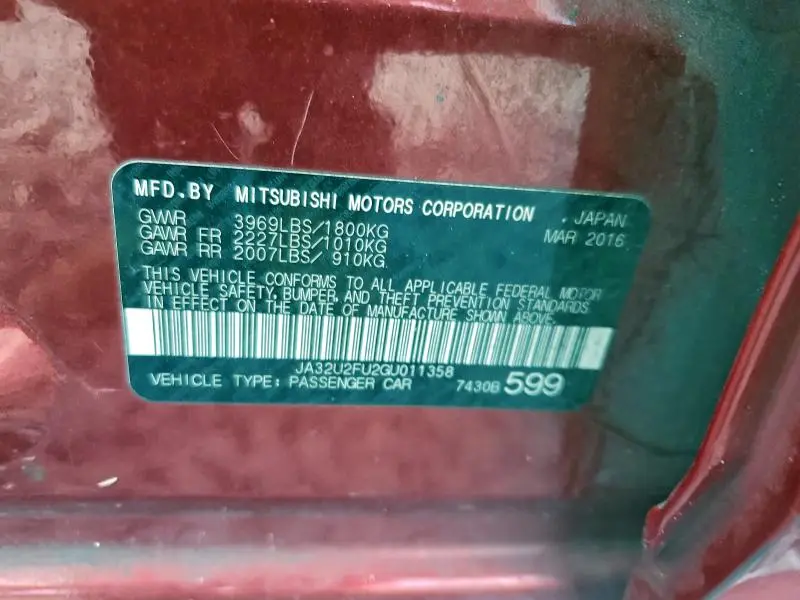 MFD.BY MITSUBISHI MOTORS CORPORATION . JAPAN
GVWR 3969LBS/1800KG MAR 2016
GAWR FR 2227LBS/1010KG
GAWR RR 2007LBS/ 910KG
THIS VEHICLE CONFORMS TO ALL APPLICABLE FEDERAL MOTOR
VEHICLE SAFETY, BUMPER, AND THEFT PREVENTION STANDARDS
IN EFFECT ON THE DATE OF MANUFACTURE SHOWN ABOVE.
JA32U2FU2GU011358
VEHICLE TYPE: PASSENGER CAR 7430B 599